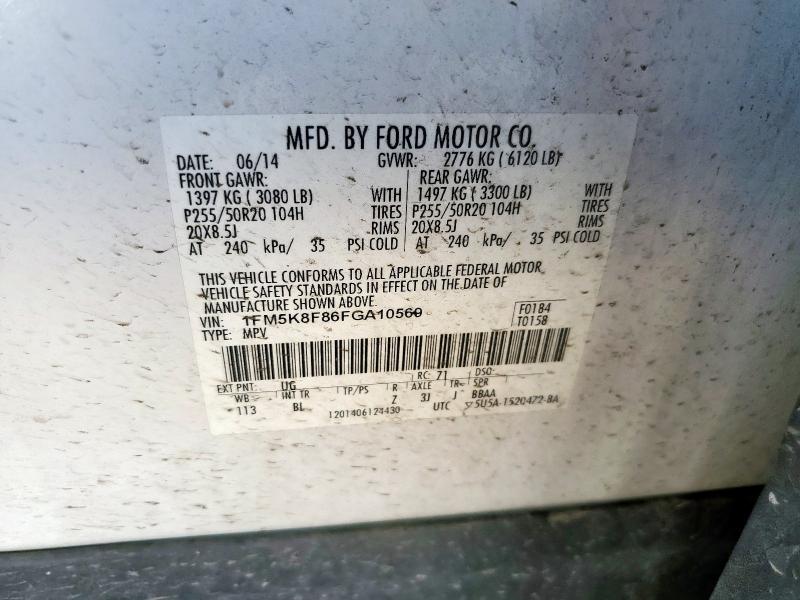 MFD. BY FORD MOTOR CO.
DATE: 06/14 GVWR: 2776 KG ( 6120 LB)
FRONT GAWR: REAR GAWR:
1397 KG ( 3080 LB) WITH 1497 KG ( 3300 LB) WITH
P255/50R20 104H TIRES P255/50R20 104H TIRES
20X8.5J RIMS 20X8.5J RIMS
AT 240 kPa/ 35 PSI COLD AT 240 kPa/ 35 PSI COLD
THIS VEHICLE CONFORMS TO ALL APPLICABLE FEDERAL MOTOR
VEHICLE SAFETY STANDARDS IN EFFECT ON THE DATE OF
MANUFACTURE SHOWN ABOVE.
VIN: 1FM5K8F86FGA10560 F0184
TYPE: MPV T0158
EXT PNT: UG RC: 71 DSO:
WB INT TR TP/PS R AXLE TR SPR
113 BL Z 3J J BBAA
1201406124430 UTC 5U5A-1520472-BA